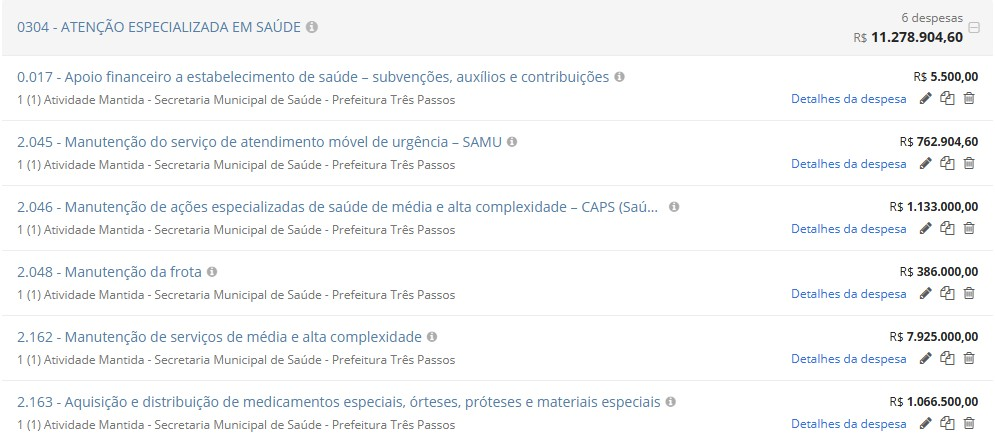 0304 - ATENÇÃO ESPECIALIZADA EM SAÚDE
6 despesas
R$ 11.278.904,60
0.017 - Apoio financeiro a estabelecimento de saúde – subvenções, auxílios e contribuições
R$ 5.500,00
1 (1) Atividade Mantida - Secretaria Municipal de Saúde - Prefeitura Três Passos
Detalhes da despesa
2.045 - Manutenção do serviço de atendimento móvel de urgência – SAMU
R$ 762.904,60
1 (1) Atividade Mantida - Secretaria Municipal de Saúde - Prefeitura Três Passos
Detalhes da despesa
2.046 - Manutenção de ações especializadas de saúde de média e alta complexidade – CAPS (Saú...
R$ 1.133.000,00
1 (1) Atividade Mantida - Secretaria Municipal de Saúde - Prefeitura Três Passos
Detalhes da despesa
2.048 - Manutenção da frota
R$ 386.000,00
1 (1) Atividade Mantida - Secretaria Municipal de Saúde - Prefeitura Três Passos
Detalhes da despesa
2.162 - Manutenção de serviços de média e alta complexidade
R$ 7.925.000,00
1 (1) Atividade Mantida - Secretaria Municipal de Saúde - Prefeitura Três Passos
Detalhes da despesa
2.163 - Aquisição e distribuição de medicamentos especiais, órteses, próteses e materiais especiais
R$ 1.066.500,00
1 (1) Atividade Mantida - Secretaria Municipal de Saúde - Prefeitura Três Passos
Detalhes da despesa